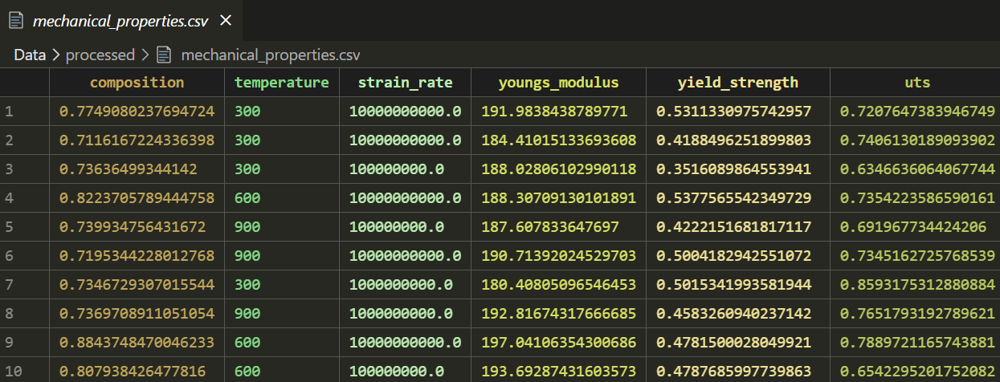 mechanical_properties.csv ×
Data > processed > mechanical_properties.csv
composition temperature strain_rate youngs_modulus yield_strength uts
1 0.7749080237694724 300 10000000000.0 191.9838438789771 0.5311330975742957 0.7207647383946749
2 0.7116167224336398 300 10000000000.0 184.41015133693608 0.4188496251899803 0.7406130189093902
3 0.73636499344142 300 100000000.0 188.02806102990118 0.3516089864553941 0.6346636064067744
4 0.8223705789444758 600 10000000000.0 188.30709130101891 0.5377565542349729 0.7354223586590161
5 0.739934756431672 900 100000000.0 187.607833647697 0.4222151681817117 0.691967734424206
6 0.7195344228012768 900 10000000000.0 190.71392024529703 0.5004182942551072 0.7345162725768539
7 0.7346729307015544 300 1000000000.0 180.40805096546453 0.5015341993581944 0.8593175312880884
8 0.7369708911051054 900 1000000000.0 192.81674317666685 0.4583260940237142 0.7651793192789621
9 0.8843748470046233 600 10000000000.0 197.04106354300686 0.4781500028049921 0.7889721165743881
10 0.807938426477816 600 100000000.0 193.69287431603573 0.4787685997739863 0.6542295201752082